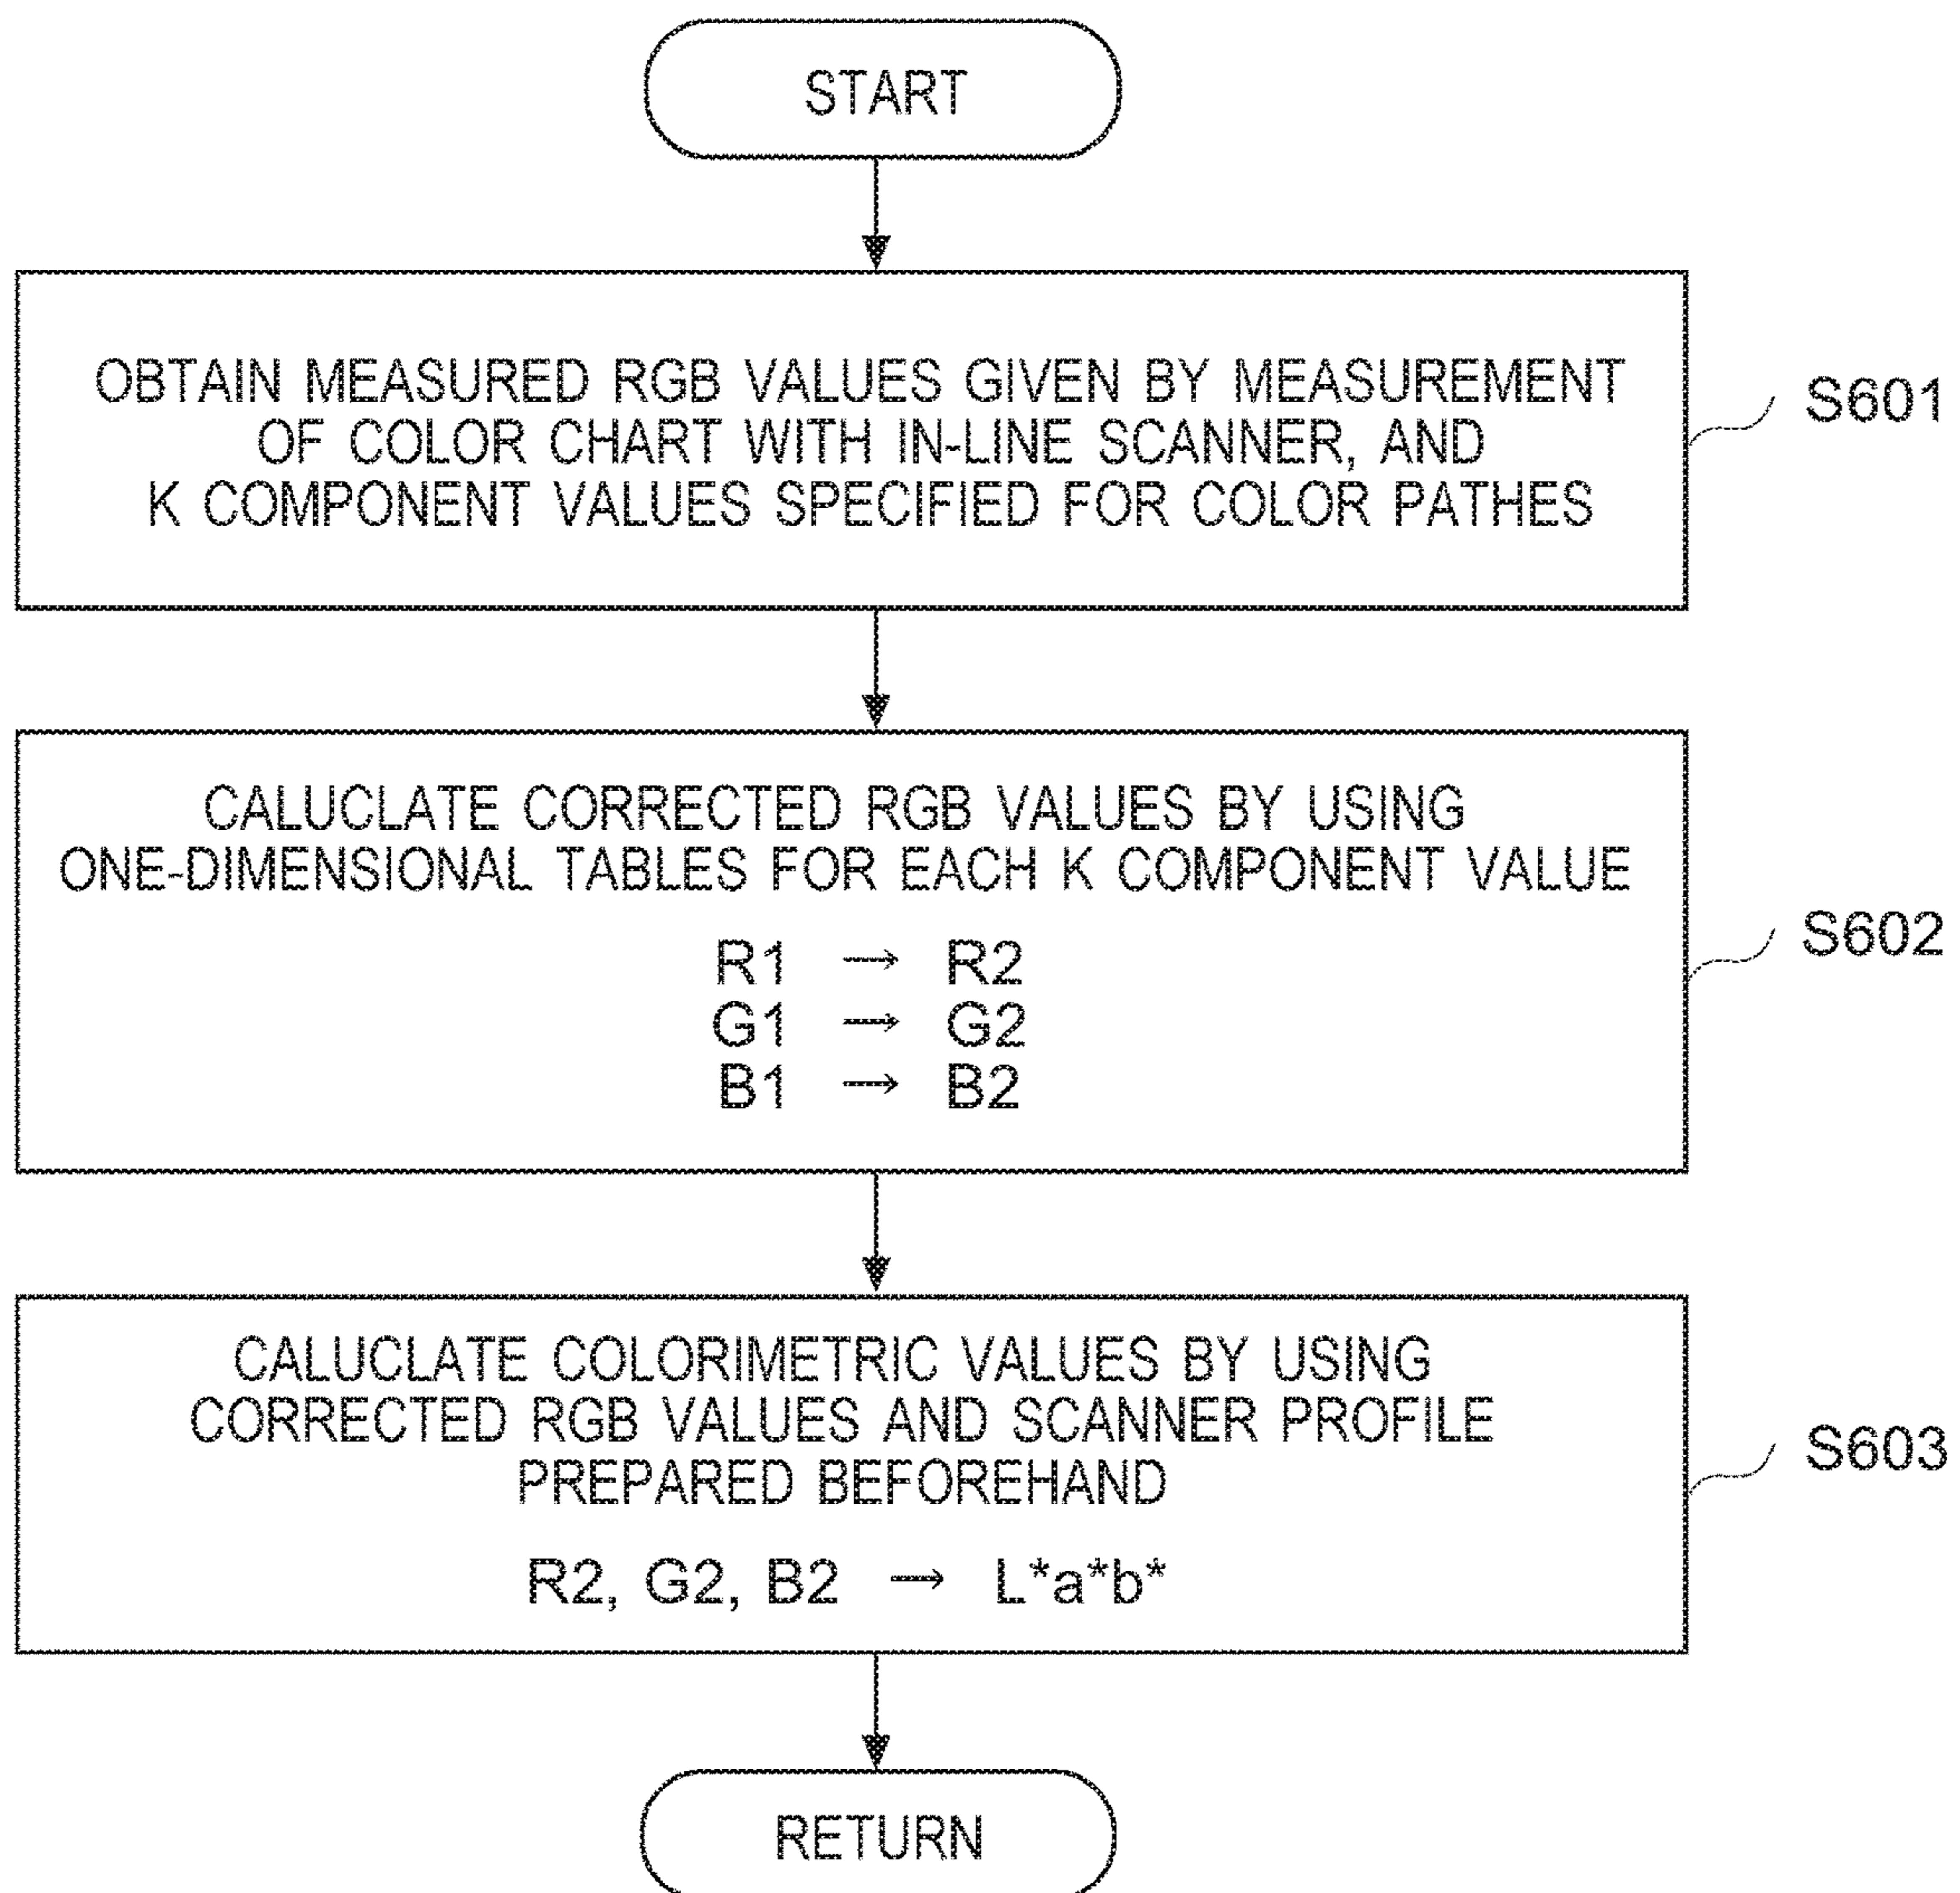 START
OBTAIN MEASURED RGB VALUES GIVEN BY MEASUREMENT
OF COLOR CHART WITH IN-LINE SCANNER, AND
K COMPONENT VALUES SPECIFIED FOR COLOR PATHES
S601
CALUCLATE CORRECTED RGB VALUES BY USING
ONE-DIMENSIONAL TABLES FOR EACH K COMPONENT VALUE
R1 → R2
G1 → G2
B1 → B2
S602
CALUCLATE COLORIMETRIC VALUES BY USING
CORRECTED RGB VALUES AND SCANNER PROFILE
PREPARED BEFOREHAND
R2, G2, B2 → L*a*b*
S603
RETURN